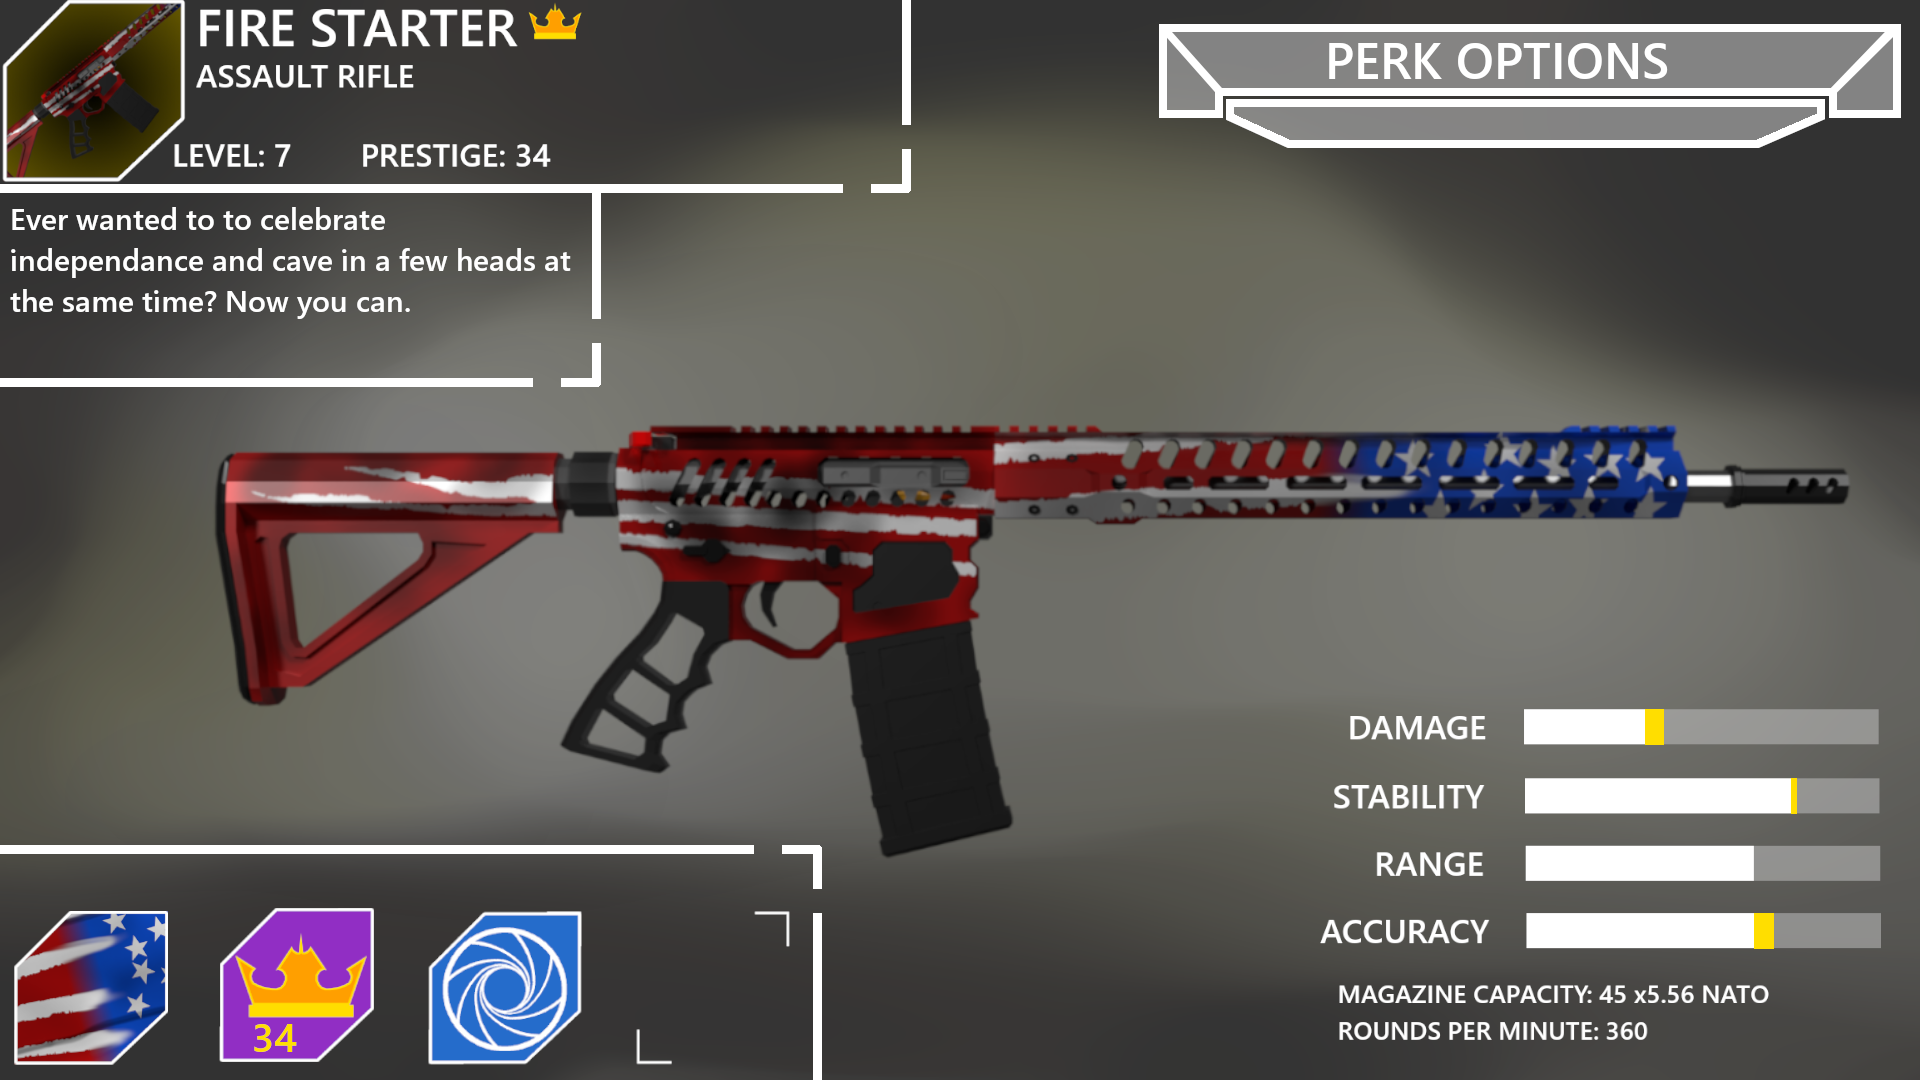 FIRE STARTER
ASSAULT RIFLE
LEVEL: 7
PRESTIGE: 34
Ever wanted to to celebrate
independance and cave in a few heads at
the same time? Now you can.
PERK OPTIONS
DAMAGE
STABILITY
RANGE
ACCURACY
MAGAZINE CAPACITY: 45 x5.56 NATO
ROUNDS PER MINUTE: 360
34